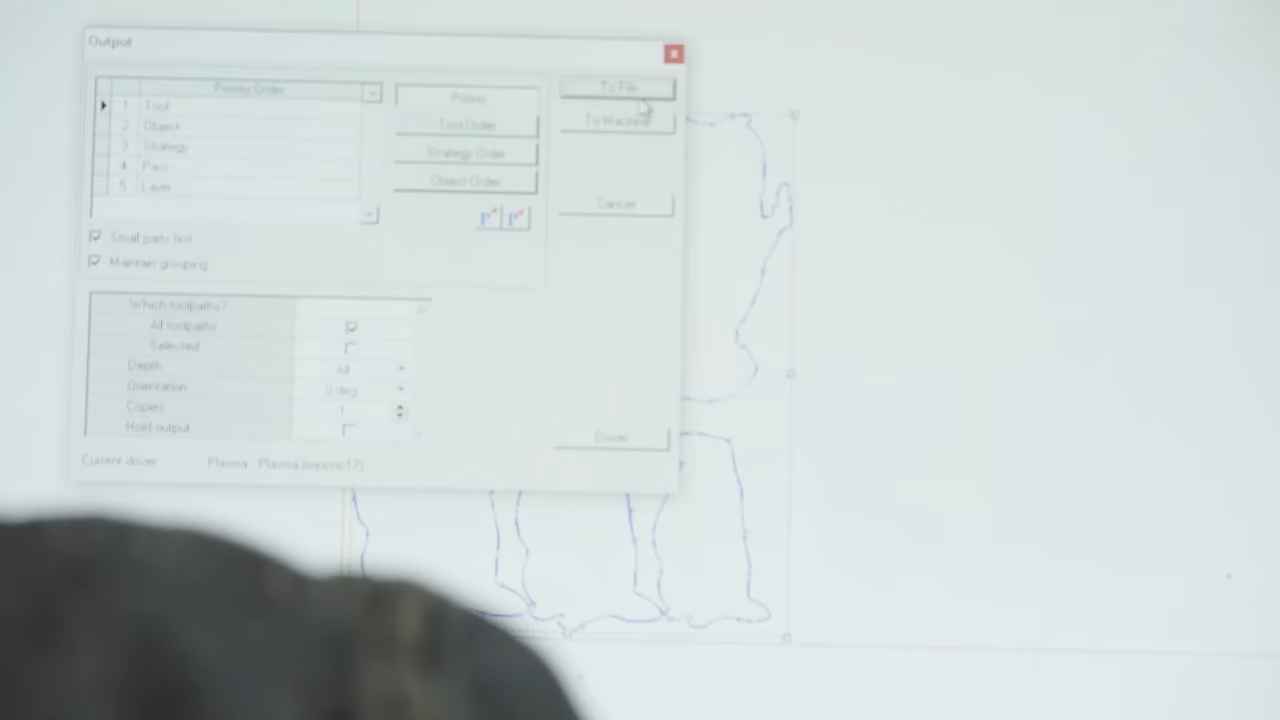 Output
Priority Order
1 Tool
2 Object
3 Strategy
4 Pass
5 Layer
Priority
Tool Order
Strategy Order
Object Order
P P
To File
To Machine
Cancel
Small parts first
Maintain grouping
Which toolpaths?
All toolpaths
Selected
Depth All
Orientation 0 deg
Copies 1
Hold output
Driver
Current driver Plasma Plasma